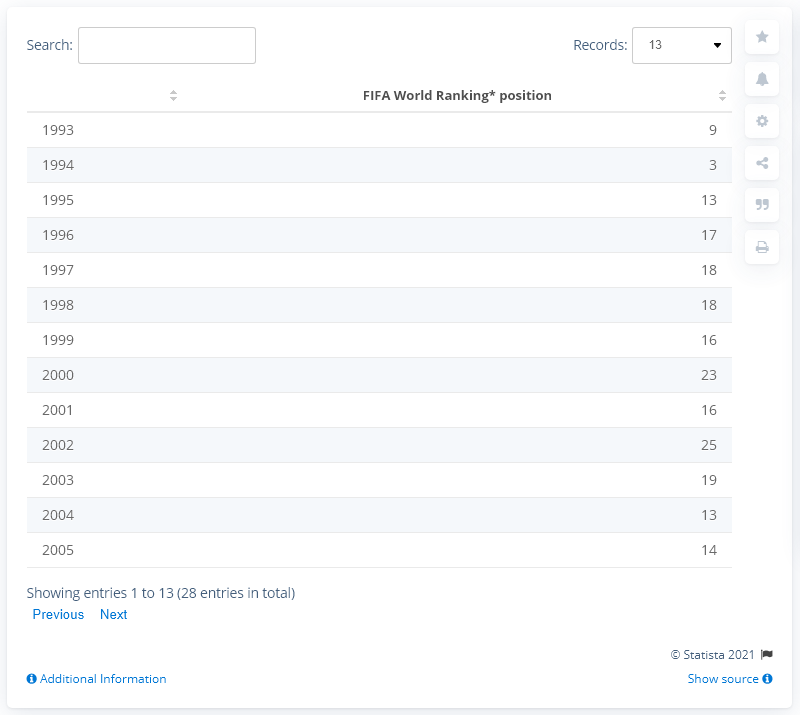 Search:
Records: 13
FIFA World Ranking* position
1993 9
1994 3
1995 13
1996 17
1997 18
1998 18
1999 16
2000 23
2001 16
2002 25
2003 19
2004 13
2005 14
Showing entries 1 to 13 (28 entries in total)
Previous Next
© Statista 2021
Additional Information
Show source